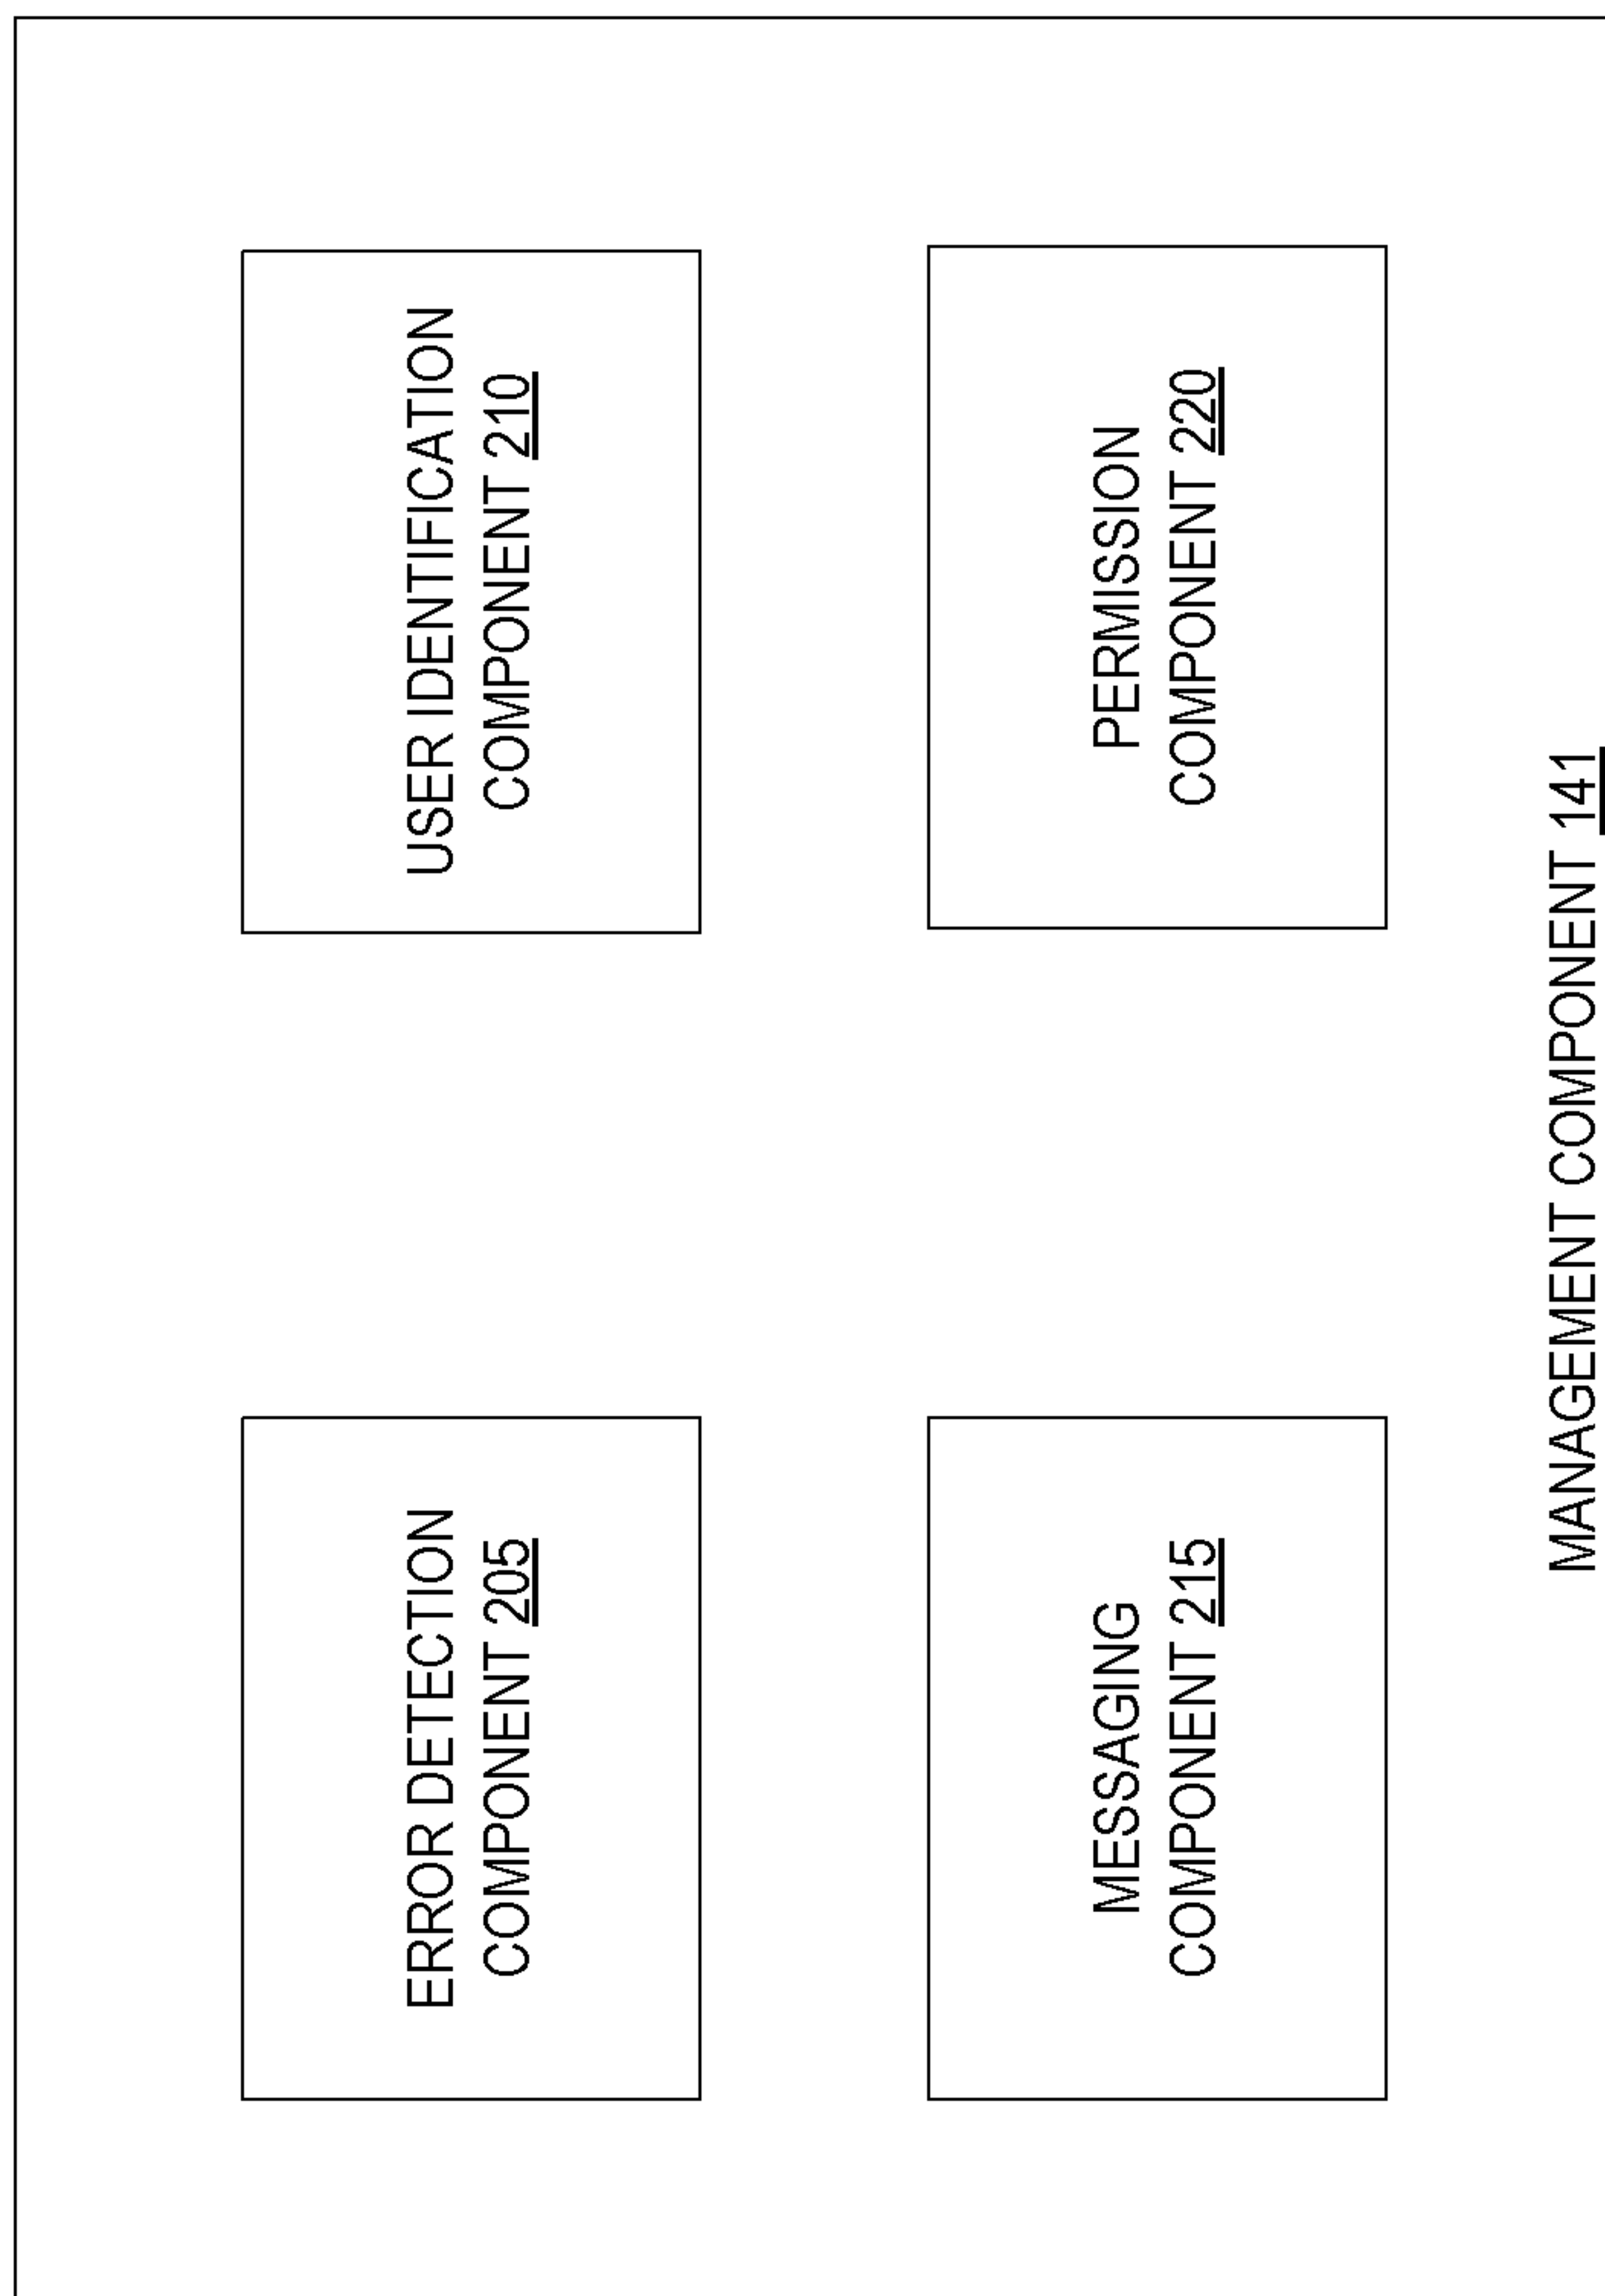 ERROR DETECTION
COMPONENT 205
USER IDENTIFICATION
COMPONENT 210
MESSAGING
COMPONENT 215
PERMISSION
COMPONENT 220
MANAGEMENT COMPONENT 141